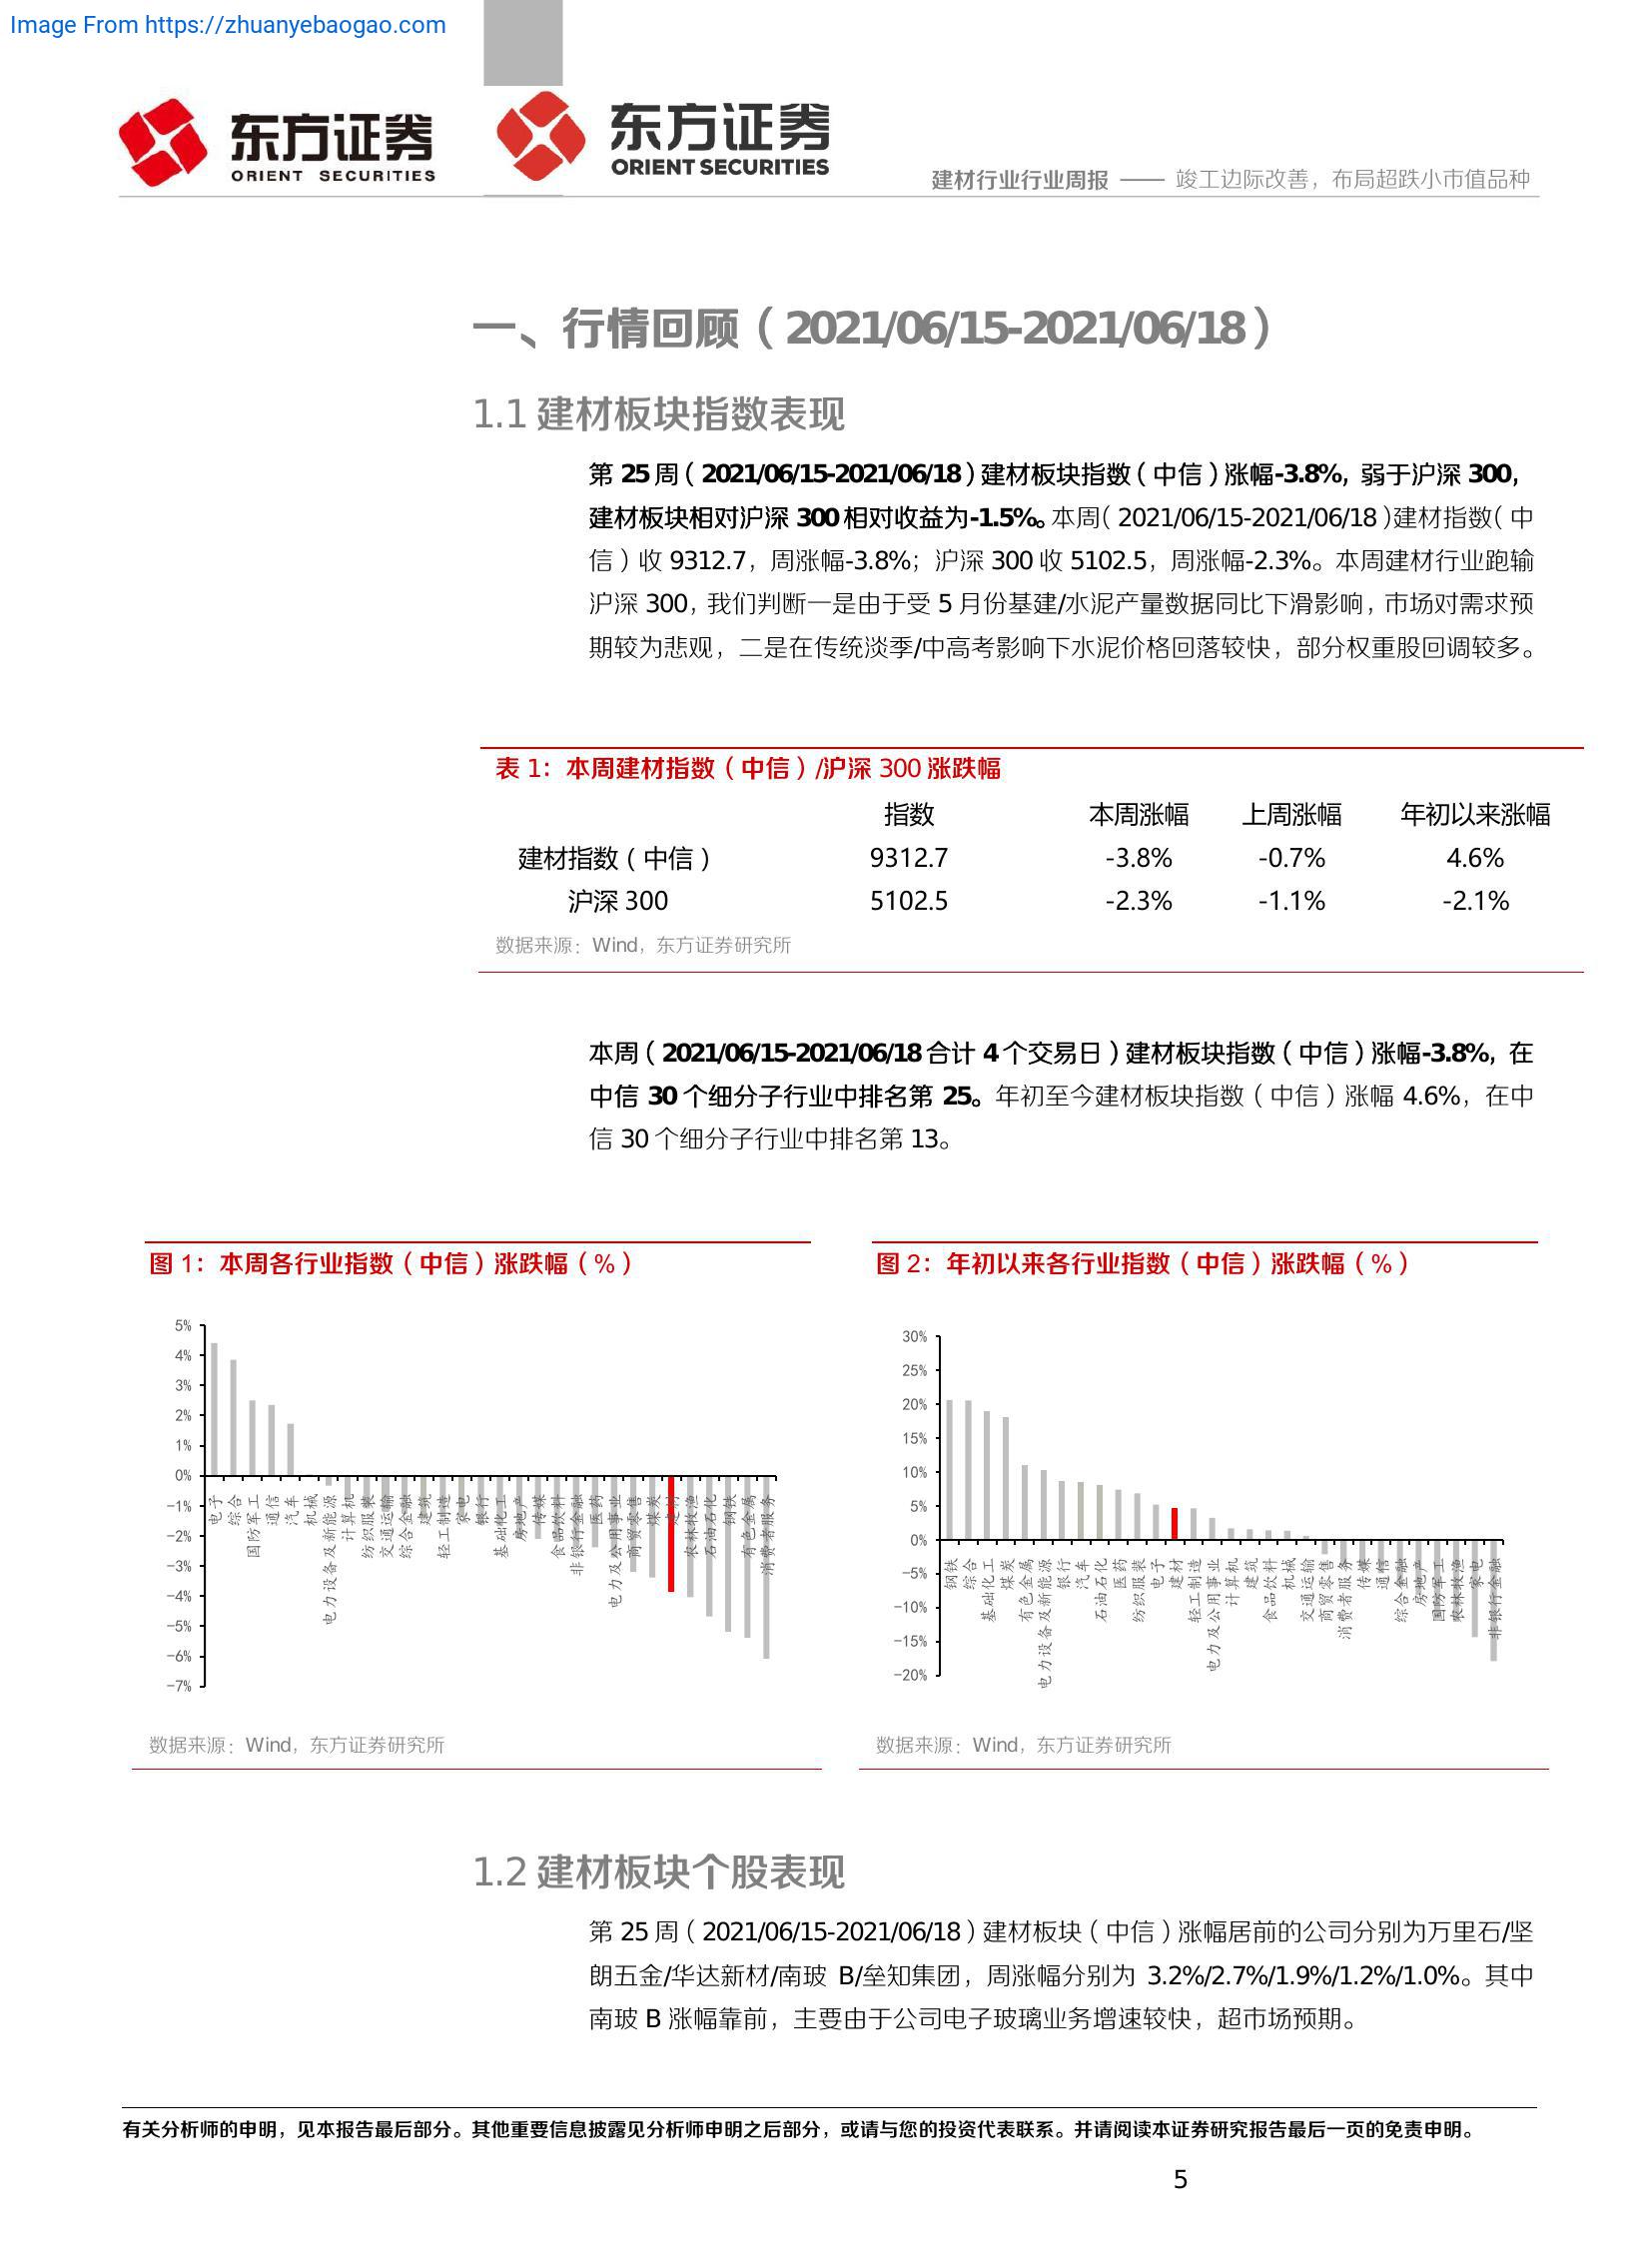 Image From https://zhuanyebaogao.com
东方证券
ORIENT SECURITIES
东方证券
ORIENT SECURITIES
建材行业行业周报 —— 竣工边际改善，布局超跌小市值品种
一、行情回顾（2021/06/15-2021/06/18）
1.1 建材板块指数表现
第 25 周（2021/06/15-2021/06/18）建材板块指数（中信）涨幅-3.8%，弱于沪深 300，
建材板块相对沪深 300 相对收益为-1.5%。本周（2021/06/15-2021/06/18）建材指数（中
信）收 9312.7，周涨幅-3.8%；沪深 300 收 5102.5，周涨幅-2.3%。本周建材行业跑输
沪深 300，我们判断一是由于受 5 月份基建/水泥产量数据同比下滑影响，市场对需求预
期较为悲观，二是在传统淡季/中高考影响下水泥价格回落较快，部分权重股回调较多。
表 1：本周建材指数（中信）/沪深 300 涨跌幅
指数 本周涨幅 上周涨幅 年初以来涨幅
建材指数（中信） 9312.7 -3.8% -0.7% 4.6%
沪深 300 5102.5 -2.3% -1.1% -2.1%
数据来源：Wind，东方证券研究所
本周（2021/06/15-2021/06/18 合计 4 个交易日）建材板块指数（中信）涨幅-3.8%，在
中信 30 个细分子行业中排名第 25。年初至今建材板块指数（中信）涨幅 4.6%，在中
信 30 个细分子行业中排名第 13。
图 1：本周各行业指数（中信）涨跌幅（%）
5%
4%
3%
2%
1%
0%
-1%
-2%
-3%
-4%
-5%
-6%
-7%
电子
综合
国防军工
通信
汽车
机械
电力设备及新能源
计算机
纺织服装
交通运输
综合金融
建筑
轻工制造
家电
银行
基础化工
房地产
传媒
食品饮料
非银行金融
医药
电力及公用事业
商贸零售
煤炭
建材
农林牧渔
石油石化
钢铁
有色金属
消费者服务
数据来源：Wind，东方证券研究所
图 2：年初以来各行业指数（中信）涨跌幅（%）
30%
25%
20%
15%
10%
5%
0%
-5%
-10%
-15%
-20%
钢铁
综合
基础化工
煤炭
有色金属
电力设备及新能源
银行
汽车
石油石化
医药
纺织服装
电子
建材
轻工制造
电力及公用事业
计算机
建筑
食品饮料
机械
交通运输
商贸零售
消费者服务
传媒
通信
综合金融
房地产
国防军工
农林牧渔
家电
非银行金融
数据来源：Wind，东方证券研究所
1.2 建材板块个股表现
第 25 周（2021/06/15-2021/06/18）建材板块（中信）涨幅居前的公司分别为万里石/坚
朗五金/华达新材/南玻 B/垒知集团，周涨幅分别为 3.2%/2.7%/1.9%/1.2%/1.0%。其中
南玻 B 涨幅靠前，主要由于公司电子玻璃业务增速较快，超市场预期。
有关分析师的申明，见本报告最后部分。其他重要信息披露见分析师申明之后部分，或请与您的投资代表联系。并请阅读本证券研究报告最后一页的免责申明。
5